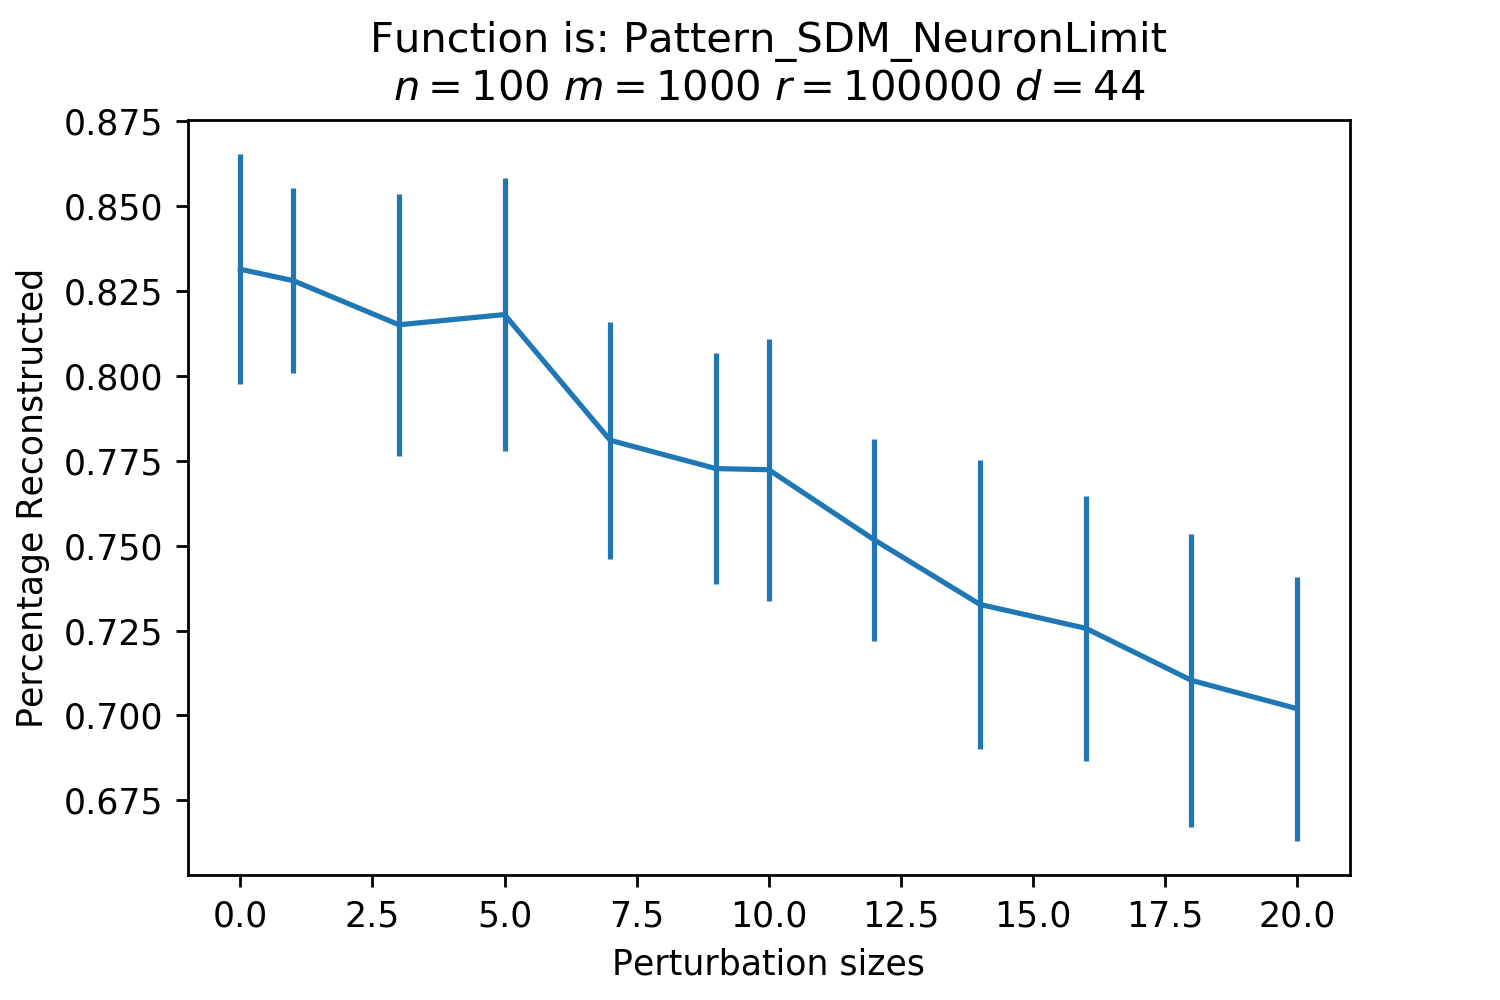 Function is: Pattern_SDM_NeuronLimit
n = 100 m = 1000 r = 100000 d = 44
Percentage Reconstructed
0.875
0.850
0.825
0.800
0.775
0.750
0.725
0.700
0.675
0.0 2.5 5.0 7.5 10.0 12.5 15.0 17.5 20.0
Perturbation sizes